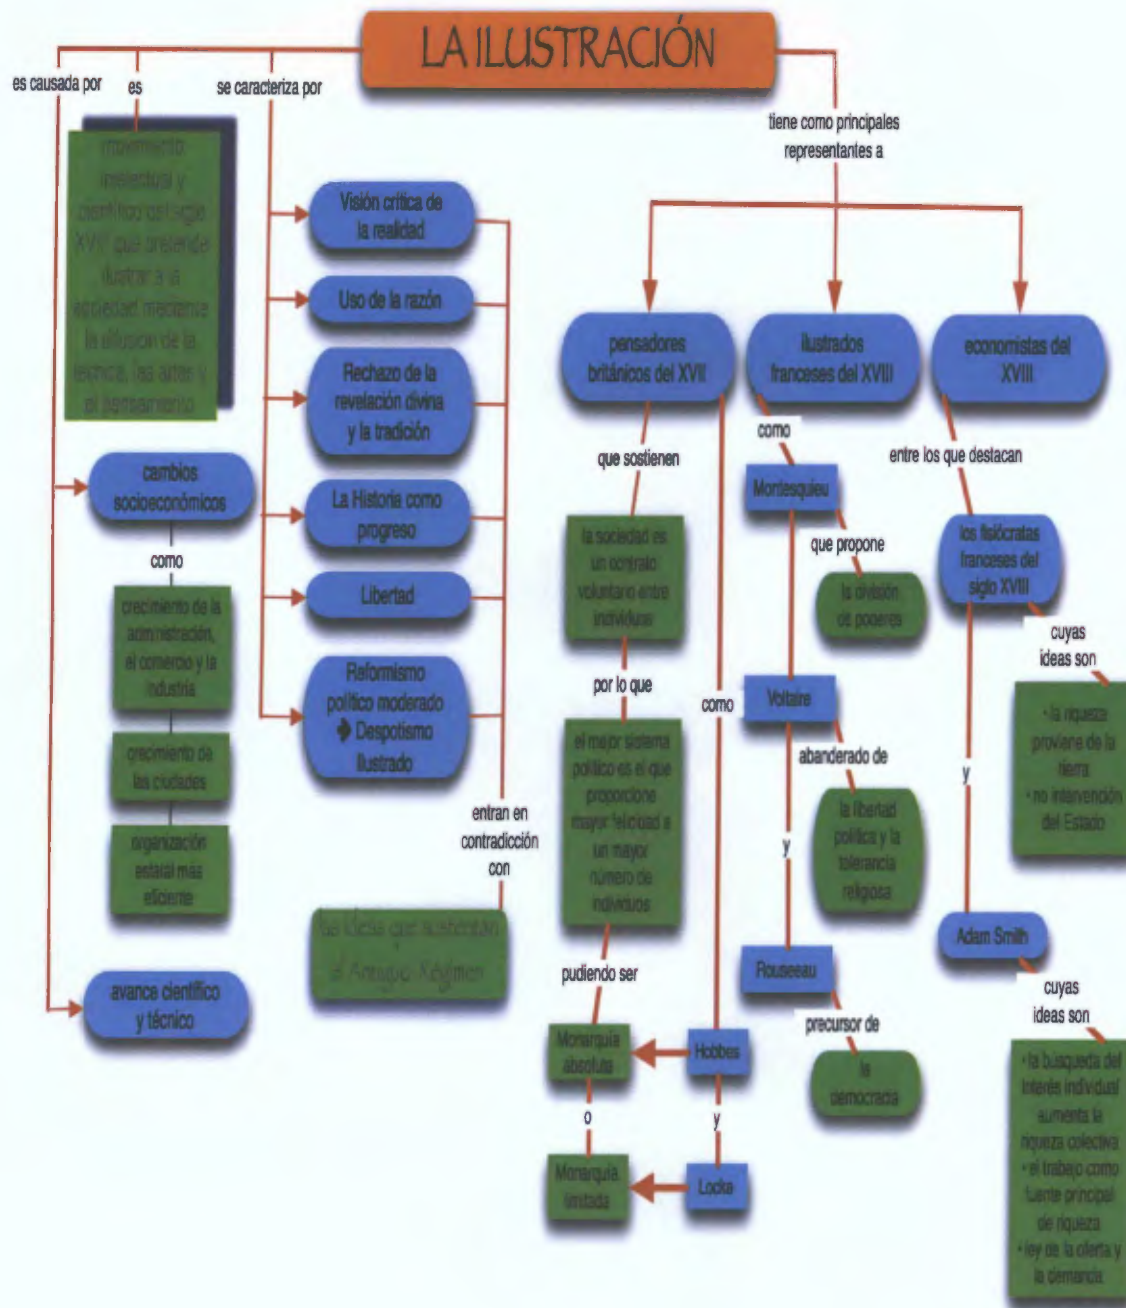 LA ILUSTRACIÓN
es causada por
es
se caracteriza por
tiene como principales
representantes a
movimiento
intelectual y
científico del siglo
XVIII que pretende
ilustrar a la
sociedad mediante
la difusión de la
técnica, las artes y
el pensamiento
cambios
socioeconómicos
como
crecimiento de la
administración,
el comercio y la
industria
crecimiento de
las ciudades
organización
estatal más
eficiente
avance científico
y técnico
Visión crítica de
la realidad
Uso de la razón
Rechazo de la
revelación divina
y la tradición
La Historia como
progreso
Libertad
Reformismo
político moderado
➔ Despotismo
Ilustrado
entran en
contradicción
con
las ideas que sustentan
el Antiguo Régimen
pensadores
británicos del XVII
que sostienen
la sociedad es
un contrato
voluntario entre
individuos
por lo que
el mejor sistema
político es el que
proporcione
mayor felicidad a
un mayor
número de
individuos
pudiendo ser
Monarquía
absoluta
o
Monarquía
limitada
como
Hobbes
y
Locke
ilustrados
franceses del XVIII
como
Montesquieu
que propone
la división
de poderes
Voltaire
abanderado de
la libertad
política y la
tolerancia
religiosa
y
Rouseeau
precursor de
la
democracia
economistas del
XVIII
entre los que destacan
los fisiócratas
franceses del
siglo XVIII
cuyas
ideas son
• la riqueza
proviene de la
tierra
• no intervención
del Estado
y
Adam Smith
cuyas
ideas son
• la búsqueda del
interés individual
aumenta la
riqueza colectiva
• el trabajo como
fuente principal
de riqueza
• ley de la oferta y
la demanda